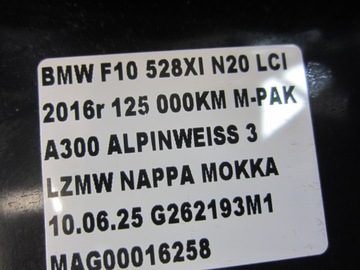 BMW F10 528XI N20 LCI
2016r 125 000KM M-PAK
A300 ALPINWEISS 3
LZMW NAPPA MOKKA
10.06.25 G262193M1
MAG00016258